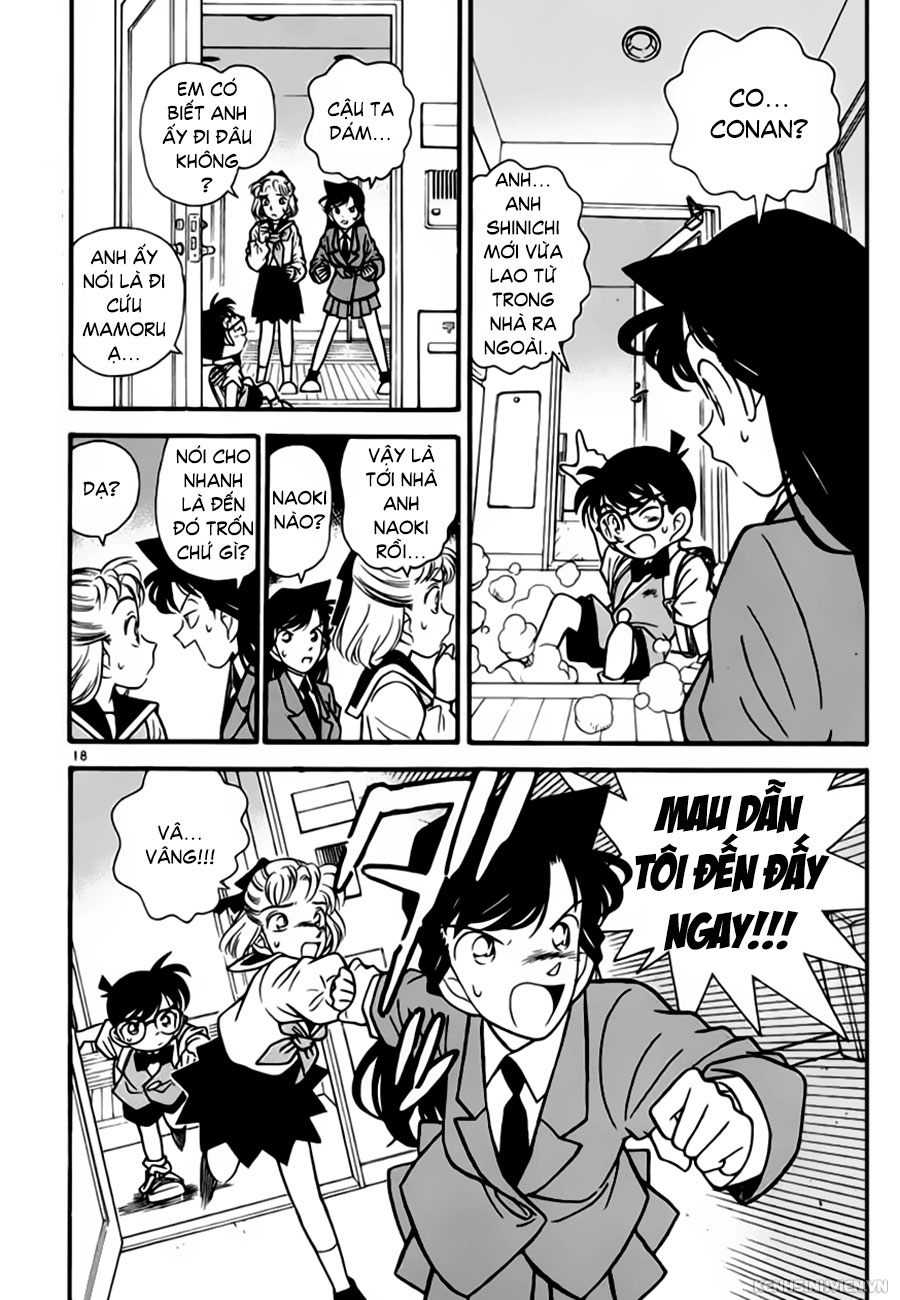 CO...
CONAN?
ANH...
ANH
SHINICHI
MỚI VỪA
LAO TỪ
TRONG
NHÀ RA
NGOÀI.
CẬU TA
DÁM...
EM CÓ
BIẾT ANH
ẤY ĐI ĐÂU
KHÔNG
?
ANH ẤY
NÓI LÀ ĐI
CỨU
MAMORU
Ạ...
VẬY LÀ
TỚI NHÀ
ANH
NAOKI
RỒI...
NAOKI
NÀO?
NÓI CHO
NHANH
LÀ ĐẾN
ĐÓ TRỐN
CHỨ GÌ?
DẠ?
18
MAU DẪN
TÔI ĐẾN ĐẤY
NGAY!!!
VÂ...
VÂNG!!!
KENHSINHVIEN.VN